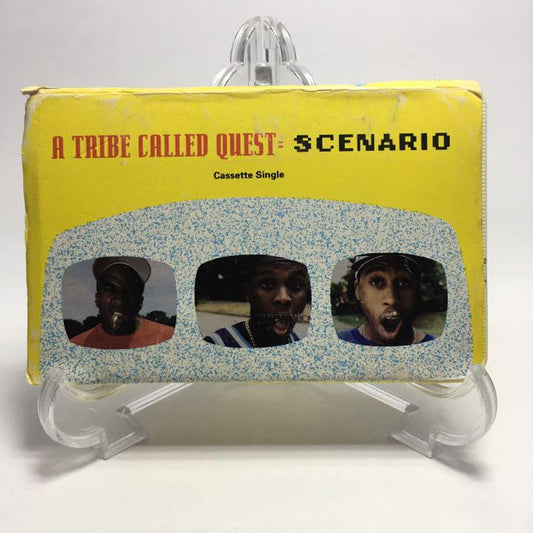 A TRIBE CALLED QUEST: SCENARIO
Cassette Single